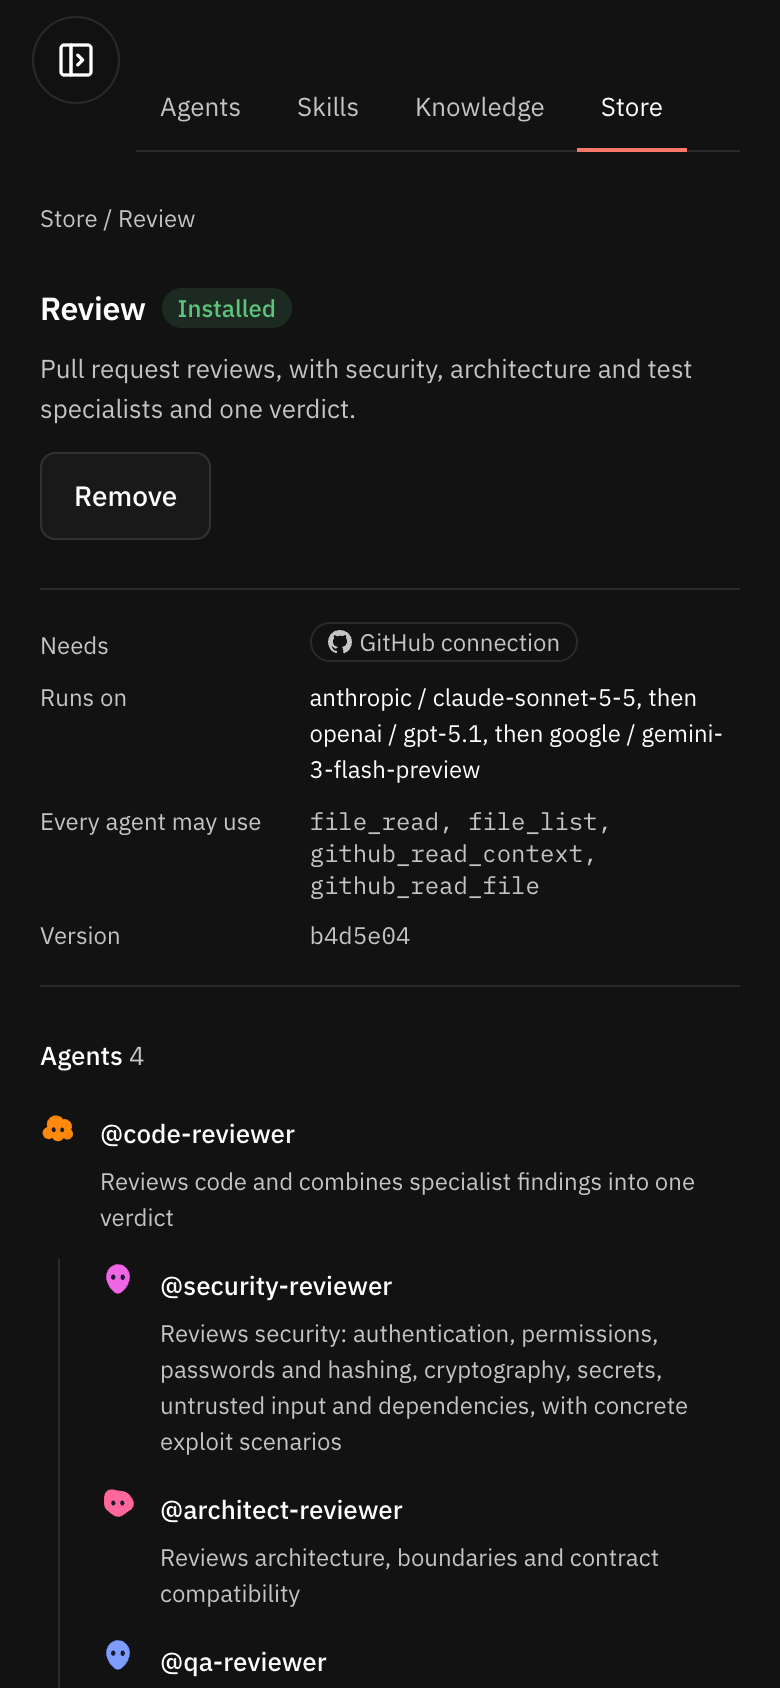 Agents Skills Knowledge Store
Store / Review
Review Installed
Pull request reviews, with security, architecture and test
specialists and one verdict.
Remove
Needs GitHub connection
Runs on anthropic / claude-sonnet-5-5, then
openai / gpt-5.1, then google / gemini-
3-flash-preview
Every agent may use file_read, file_list,
github_read_context,
github_read_file
Version b4d5e04
Agents 4
@code-reviewer
Reviews code and combines specialist findings into one
verdict
@security-reviewer
Reviews security: authentication, permissions,
passwords and hashing, cryptography, secrets,
untrusted input and dependencies, with concrete
exploit scenarios
@architect-reviewer
Reviews architecture, boundaries and contract
compatibility
@qa-reviewer